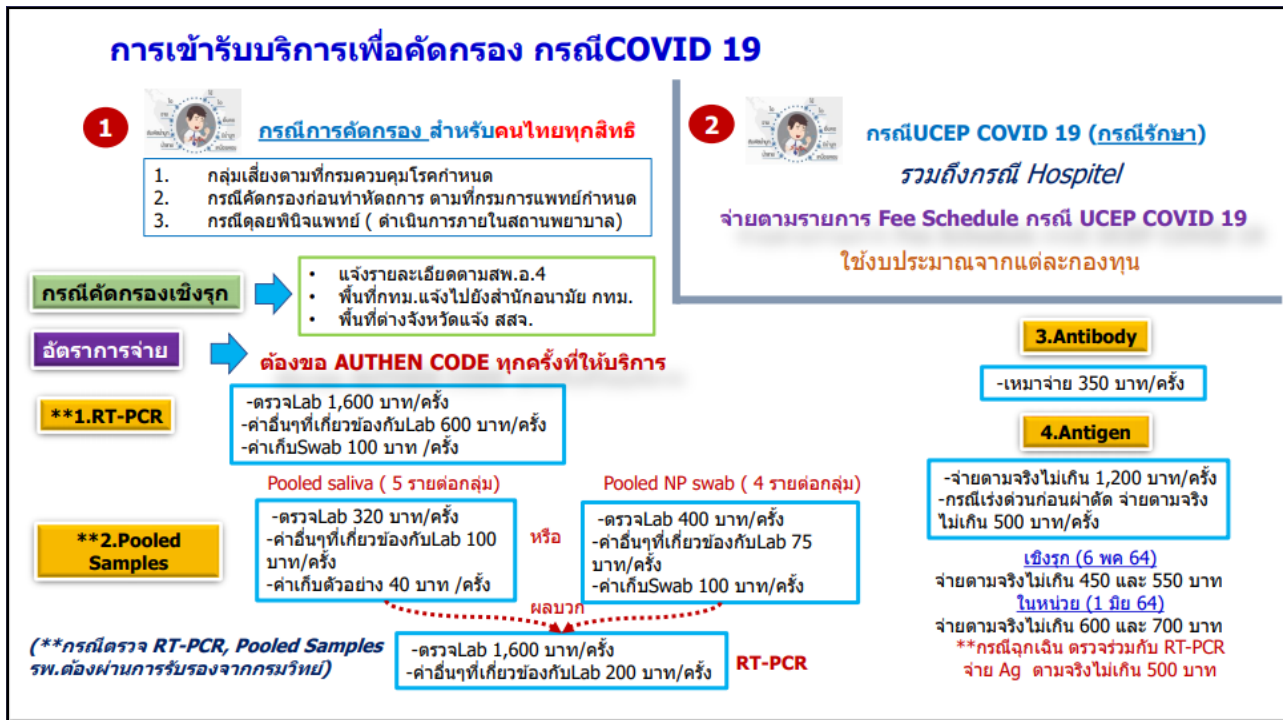 การเข้ารับบริการเพื่อคัดกรอง กรณีCOVID 19
1
กรณีการคัดกรอง สำหรับคนไทยทุกสิทธิ
1. กลุ่มเสี่ยงตามที่กรมควบคุมโรคกำหนด
2. กรณีคัดกรองก่อนทำหัตถการ ตามที่กรมการแพทย์กำหนด
3. กรณีดุลยพินิจแพทย์ ( ดำเนินการภายในสถานพยาบาล)
2
กรณีUCEP COVID 19 (กรณีรักษา)
รวมถึงกรณี Hospitel
จ่ายตามรายการ Fee Schedule กรณี UCEP COVID 19
ใช้งบประมาณจากแต่ละกองทุน
กรณีคัดกรองเชิงรุก
• แจ้งรายละเอียดตามสพ.อ.4
• พื้นที่กทม.แจ้งไปยังสำนักอนามัย กทม.
• พื้นที่ต่างจังหวัดแจ้ง สสจ.
อัตราการจ่าย
ต้องขอ AUTHEN CODE ทุกครั้งที่ให้บริการ
**1.RT-PCR
-ตรวจLab 1,600 บาท/ครั้ง
-ค่าอื่นๆที่เกี่ยวข้องกับLab 600 บาท/ครั้ง
-ค่าเก็บSwab 100 บาท /ครั้ง
**2.Pooled
Samples
Pooled saliva ( 5 รายต่อกลุ่ม)
-ตรวจLab 320 บาท/ครั้ง
-ค่าอื่นๆที่เกี่ยวข้องกับLab 100
บาท/ครั้ง
-ค่าเก็บตัวอย่าง 40 บาท /ครั้ง
หรือ
Pooled NP swab ( 4 รายต่อกลุ่ม)
-ตรวจLab 400 บาท/ครั้ง
-ค่าอื่นๆที่เกี่ยวข้องกับLab 75
บาท/ครั้ง
-ค่าเก็บSwab 100 บาท/ครั้ง
ผลบวก
-ตรวจLab 1,600 บาท/ครั้ง
-ค่าอื่นๆที่เกี่ยวข้องกับLab 200 บาท/ครั้ง
RT-PCR
(**กรณีตรวจ RT-PCR, Pooled Samples
รพ.ต้องผ่านการรับรองจากกรมวิทย์)
3.Antibody
-เหมาจ่าย 350 บาท/ครั้ง
4.Antigen
-จ่ายตามจริงไม่เกิน 1,200 บาท/ครั้ง
-กรณีเร่งด่วนก่อนผ่าตัด จ่ายตามจริง
ไม่เกิน 500 บาท/ครั้ง
เชิงรุก (6 พค 64)
จ่ายตามจริงไม่เกิน 450 และ 550 บาท
ในหน่วย (1 มิย 64)
จ่ายตามจริงไม่เกิน 600 และ 700 บาท
**กรณีฉุกเฉิน ตรวจร่วมกับ RT-PCR
จ่าย Ag ตามจริงไม่เกิน 500 บาท